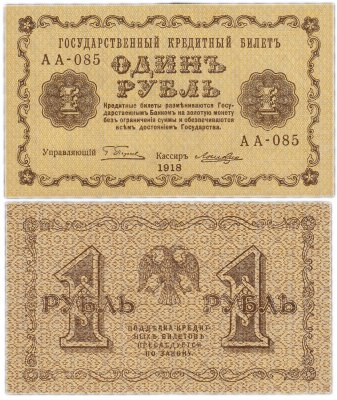 ГОСУДАРСТВЕННЫЙ КРЕДИТНЫЙ БИЛЕТЪ
АА-085
ОДИНЪ
РУБЛЬ
1
1
Кредитные билеты размѣниваются Госу-
дарственнымъ Банкомъ на золотую монету
безъ ограниченія суммы и обезпечиваются
всѣмъ достояніемъ Государства.
АА-085
Управляющій
Кассиръ
1918
1 РУБЛЬ
1 РУБЛЬ
ПОДДѢЛКА КРЕДИТ-
НЫХЪ БИЛЕТОВЪ
ПРЕСЛѢДУЕТСЯ
ПО ЗАКОНУ.